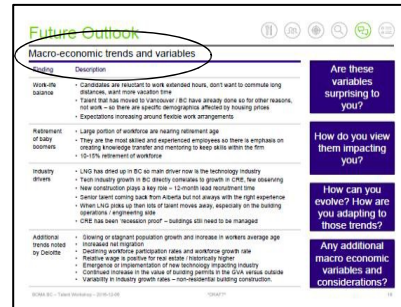 Future Outlook
Macro-economic trends and variables
Finding Description
Work-life balance
• Candidates are reluctant to work extended hours, don't want to commute long
distances, want more vacation time
• Talent that has moved to Vancouver / BC have already done so for other reasons,
not work – so there are specific demographics affected by housing prices
• Expectations increasing around flexible work arrangements
Retirement
of baby
boomers
• Large portion of workforce are nearing retirement age
• They are the most skilled and experienced employees so there is emphasis on
creating knowledge transfer and mentoring to keep skills within the firm
• 10-15% retirement of workforce
Industry
drivers
• LNG has dried up in BC so main driver now is the technology industry
• Tech industry growth in BC directly correlates to growth in CRE, few observing
• New construction plays a key role – 12-month lead recruitment time
• Senior talent coming back from Alberta but not always with the right experience
• When LNG picks up then lots of talent moves away, especially on the building
operations / engineering side
• CRE has been 'recession proof' – buildings still need to be managed
Additional
trends noted
by Deloitte
• Slowing or stagnant population growth and increase in workers average age
• Increased net migration
• Declining workforce participation rates and workforce growth rate
• Relative wage is positive for real estate / historically higher
• Emergence or implementation of new technology impacting industry
• Continued increase in the value of building permits in the GVA versus outside
• Variability in industry growth rates – non-residential building construction.
Are these
variables
surprising to
you?
How do you view
them impacting
you?
How can you
evolve? How are
you adapting to
those trends?
Any additional
macro economic
variables and
considerations?
BOMA BC – Talent Workshop –
*DRAFT*